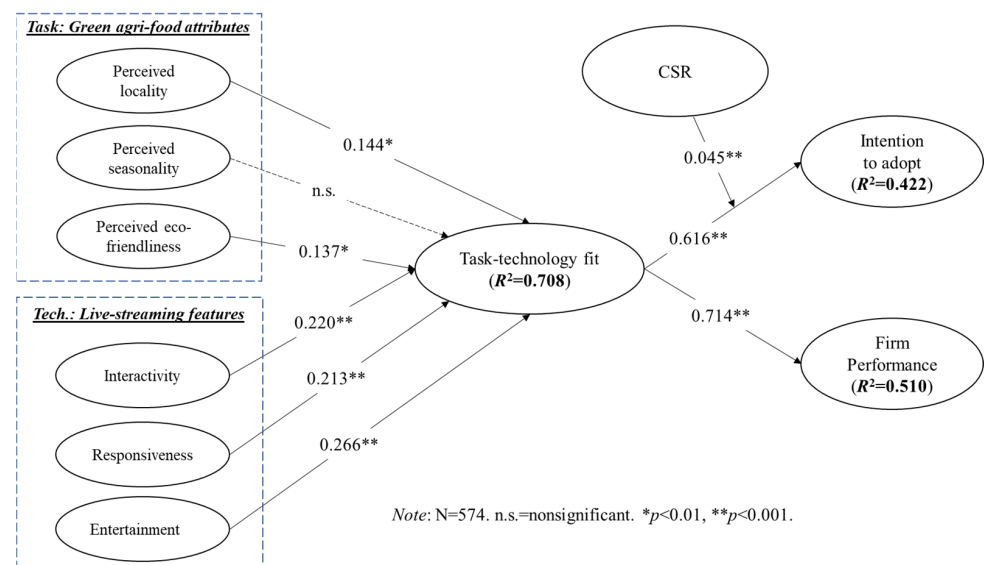 Task: Green agri-food attributes
Perceived
locality
Perceived
seasonality
Perceived eco-
friendliness
Tech.: Live-streaming features
Interactivity
Responsiveness
Entertainment
0.144*
n.s.
0.137*
0.220**
0.213**
0.266**
Task-technology fit
(R²=0.708)
CSR
0.045**
0.616**
0.714**
Intention
to adopt
(R²=0.422)
Firm
Performance
(R²=0.510)
Note: N=574. n.s.=nonsignificant. *p<0.01, **p<0.001.